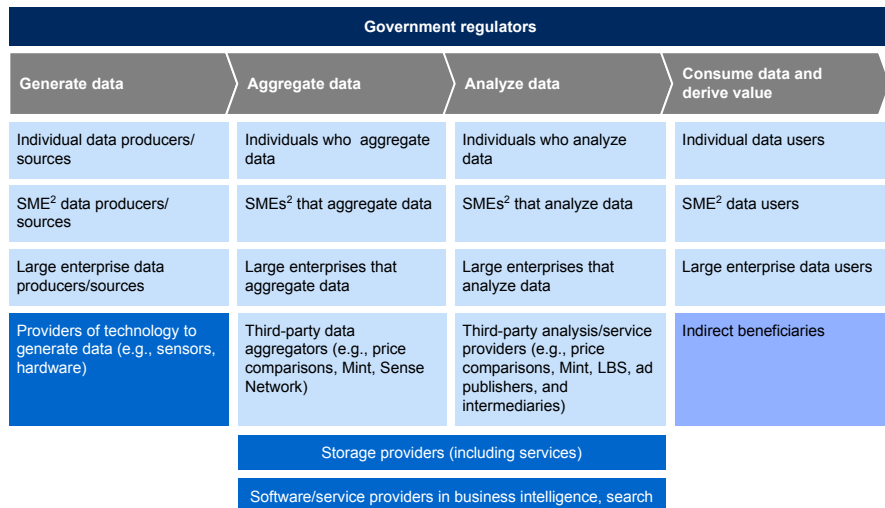 Government regulators
Generate data
Aggregate data
Analyze data
Consume data and
derive value
Individual data producers/
sources
Individuals who aggregate
data
Individuals who analyze
data
Individual data users
SME² data producers/
sources
SMEs² that aggregate data
SMEs² that analyze data
SME² data users
Large enterprise data
producers/sources
Large enterprises that
aggregate data
Large enterprises that
analyze data
Large enterprise data users
Providers of technology to
generate data (e.g., sensors,
hardware)
Third-party data
aggregators (e.g., price
comparisons, Mint, Sense
Network)
Third-party analysis/service
providers (e.g., price
comparisons, Mint, LBS, ad
publishers, and
intermediaries)
Indirect beneficiaries
Storage providers (including services)
Software/service providers in business intelligence, search